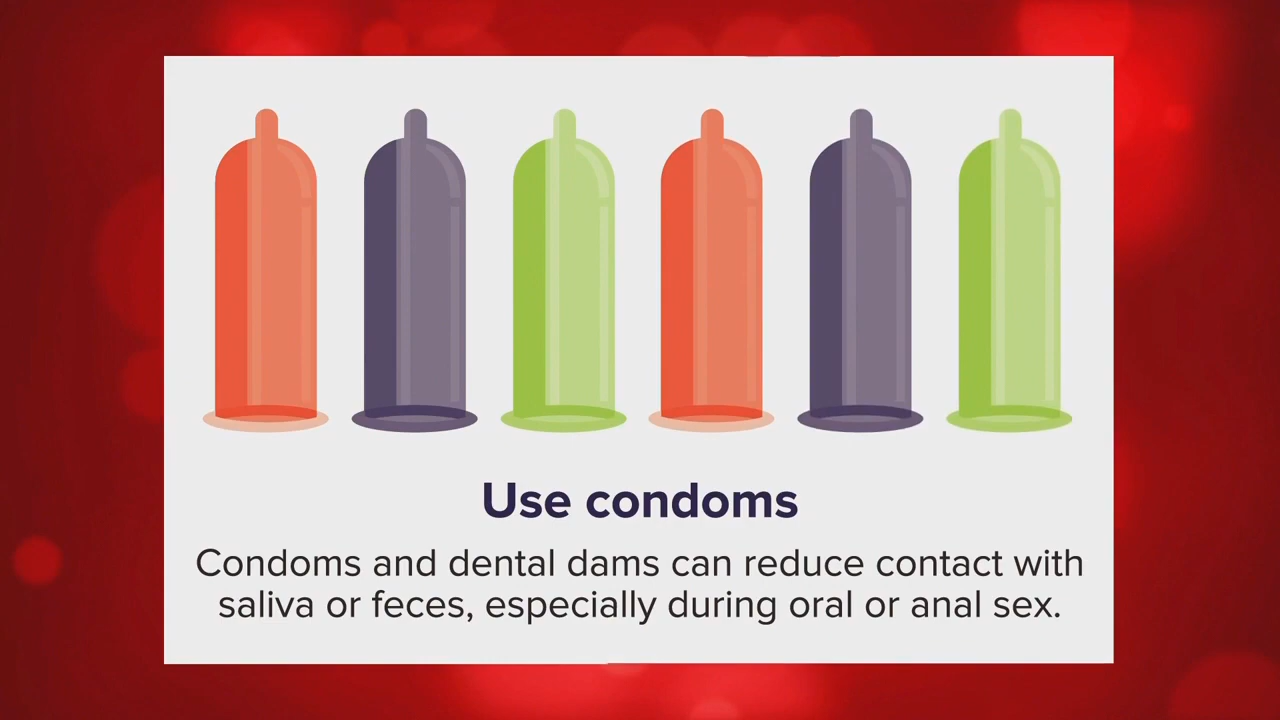 Use condoms
Condoms and dental dams can reduce contact with
saliva or feces, especially during oral or anal sex.